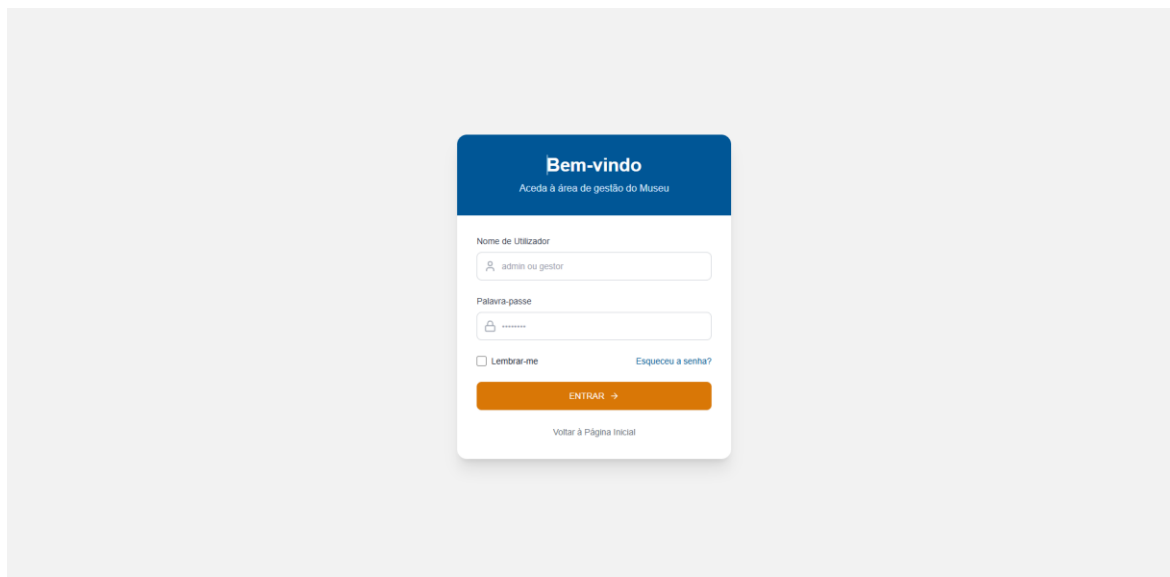 Bem-vindo
Aceda à área de gestão do Museu
Nome de Utilizador
admin ou gestor
Palavra-passe
••••••••
Lembrar-me
Esqueceu a senha?
ENTRAR →
Voltar à Página Inicial